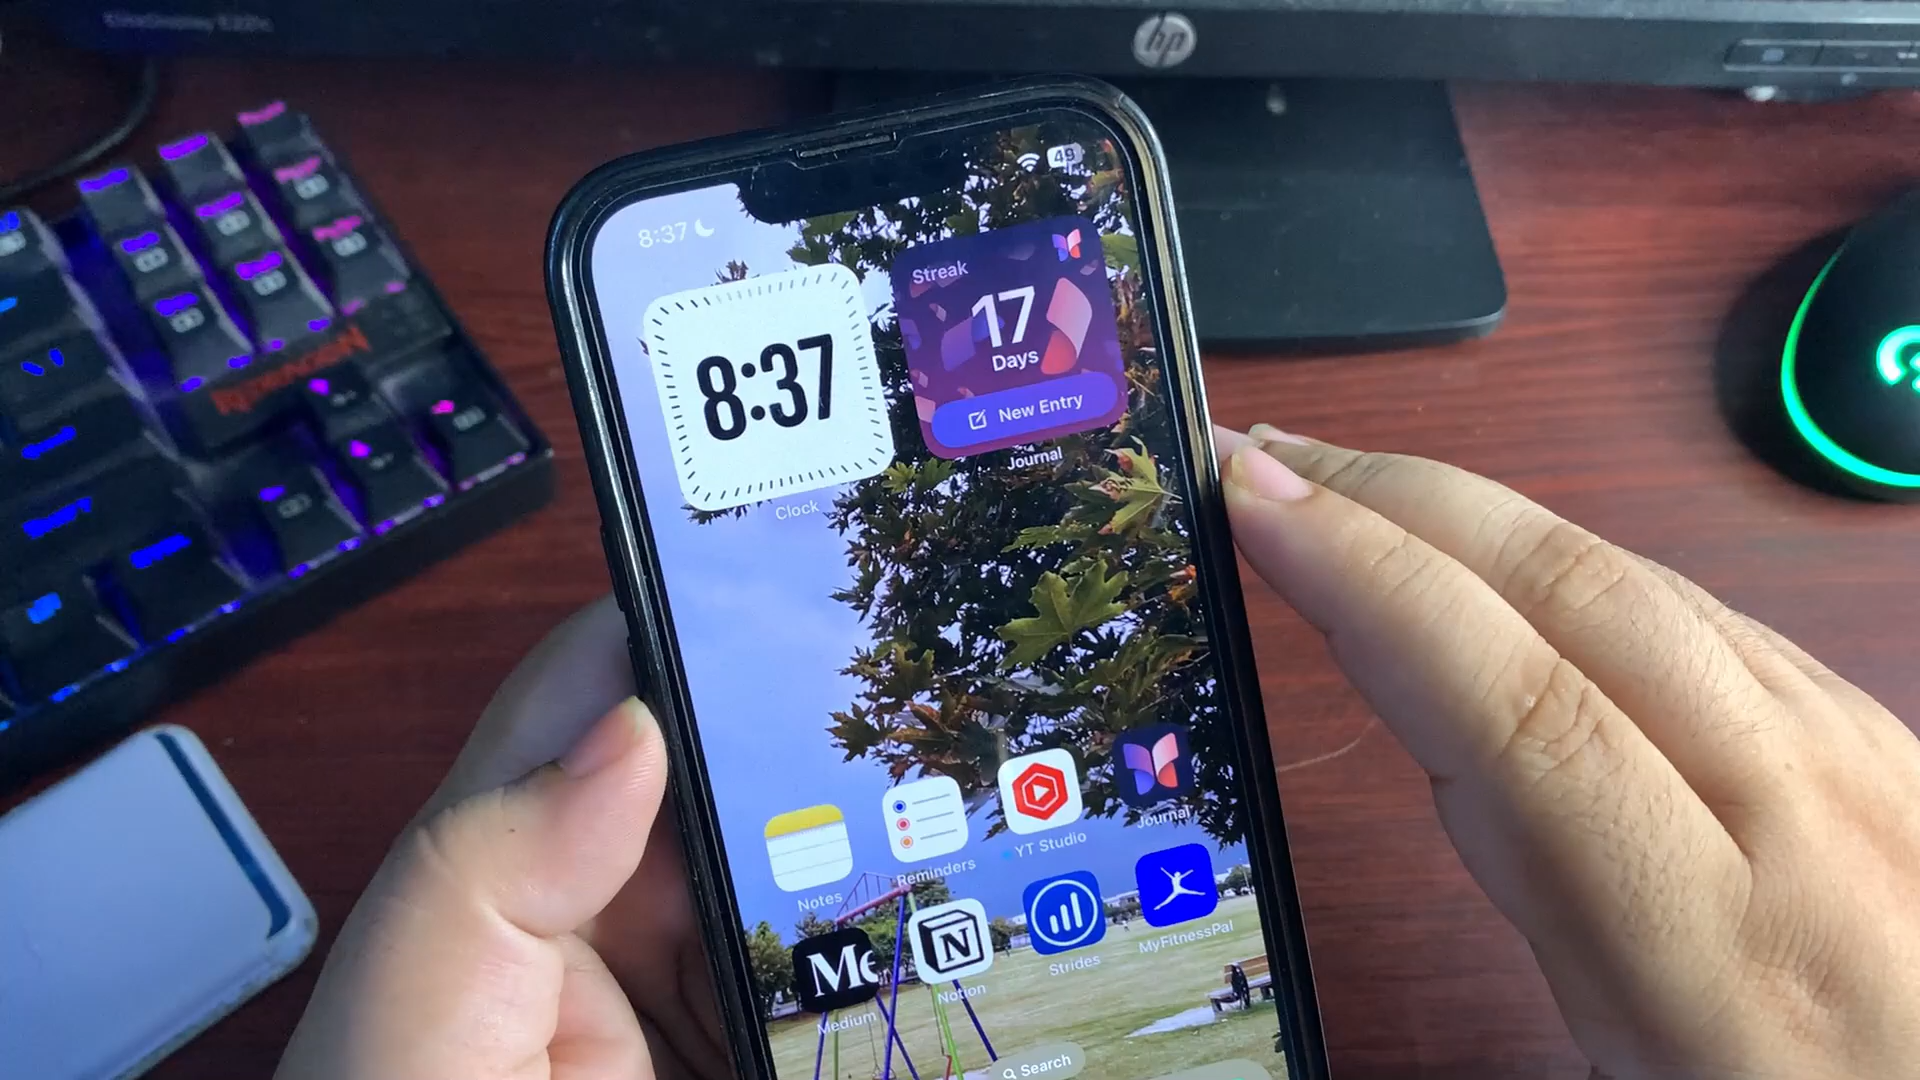 hp
49
8:37
Streak
17
Days
New Entry
8:37
Clock
Journal
Notes
Reminders
YT Studio
Journal
Me
Medium
N
Notion
Strides
MyFitnessPal
Search